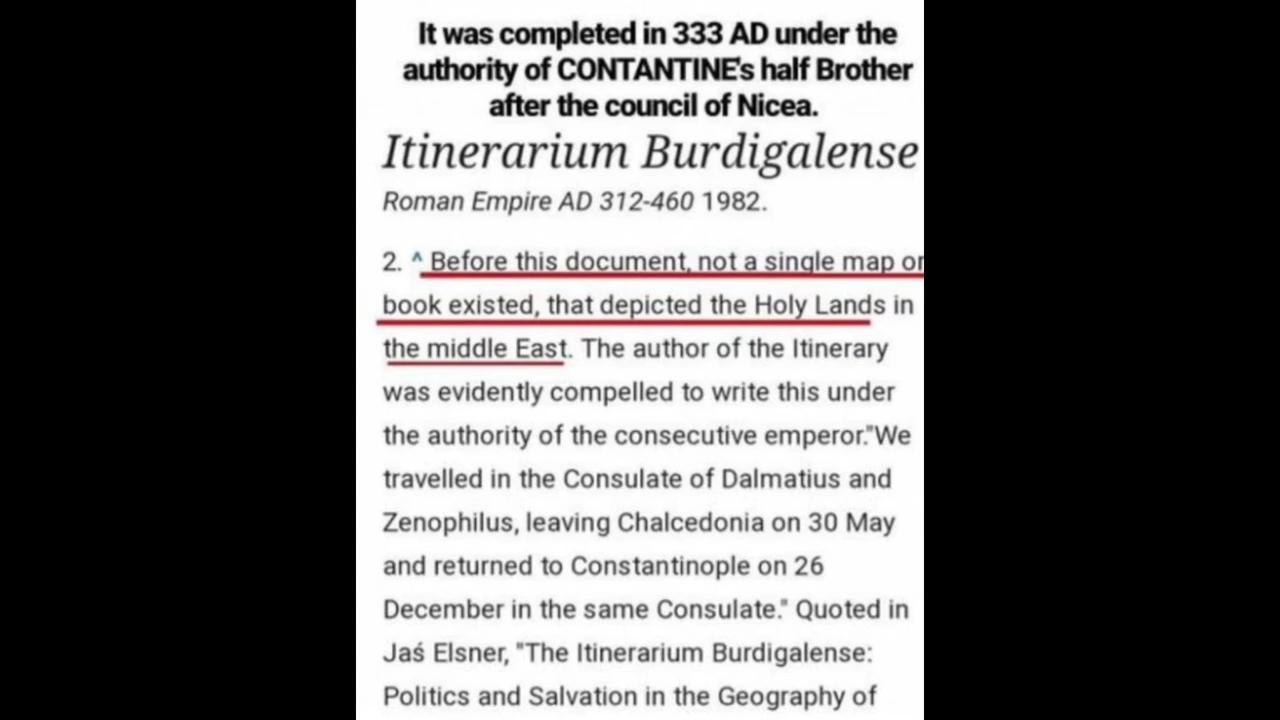 It was completed in 333 AD under the
authority of CONTANTINE's half Brother
after the council of Nicea.
Itinerarium Burdigalense
Roman Empire AD 312-460 1982.
2. ^ Before this document, not a single map or
book existed, that depicted the Holy Lands in
the middle East. The author of the Itinerary
was evidently compelled to write this under
the authority of the consecutive emperor."We
travelled in the Consulate of Dalmatius and
Zenophilus, leaving Chalcedonia on 30 May
and returned to Constantinople on 26
December in the same Consulate." Quoted in
Jaś Elsner, "The Itinerarium Burdigalense:
Politics and Salvation in the Geography of